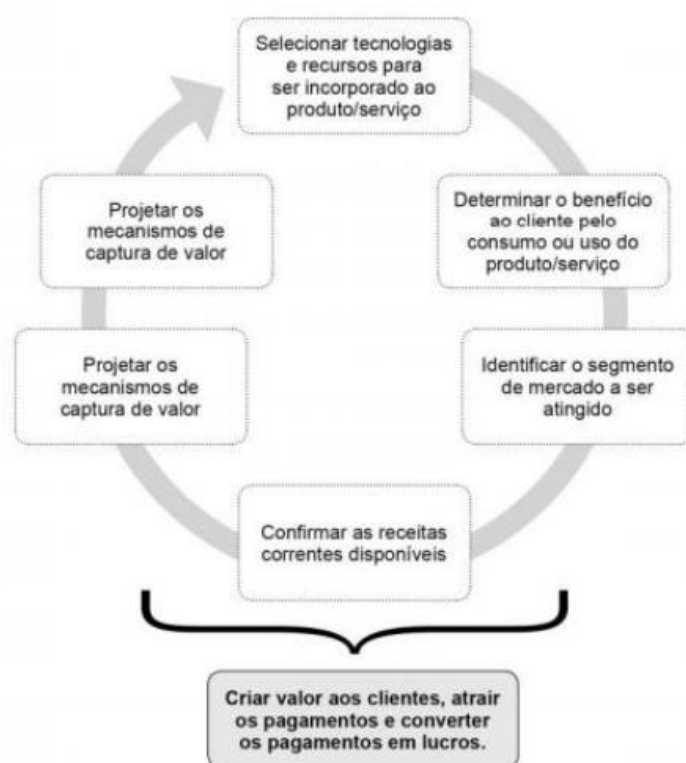 Selecionar tecnologias
e recursos para
ser incorporado ao
produto/serviço
Determinar o benefício
ao cliente pelo
consumo ou uso do
produto/serviço
Identificar o segmento
de mercado a ser
atingido
Confirmar as receitas
correntes disponíveis
Projetar os
mecanismos de
captura de valor
Projetar os
mecanismos de
captura de valor
Criar valor aos clientes, atrair
os pagamentos e converter
os pagamentos em lucros.